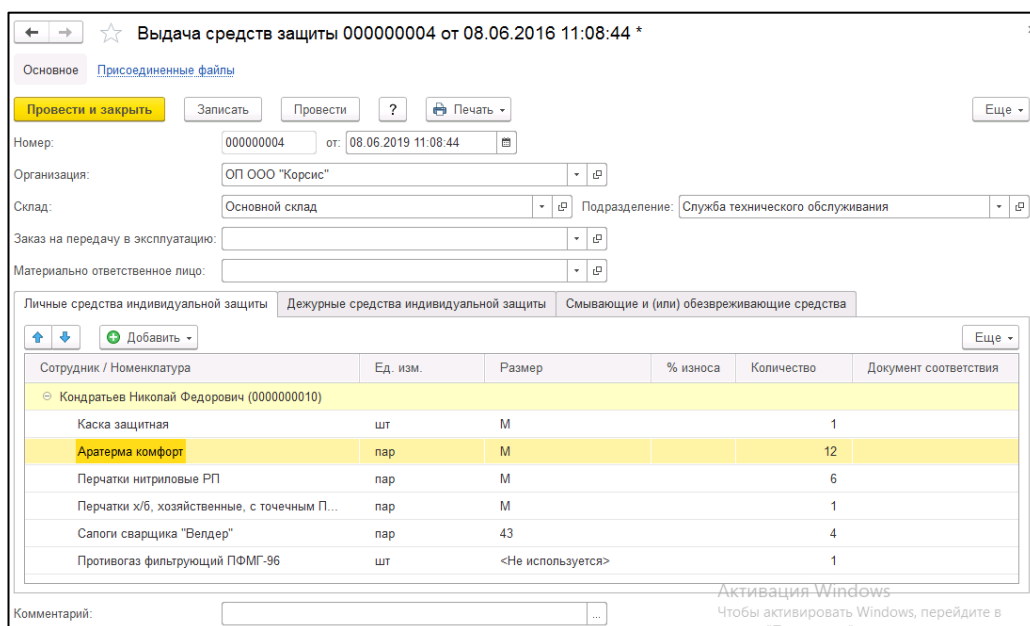 Выдача средств защиты 000000004 от 08.06.2016 11:08:44 *
Основное Присоединенные файлы
Провести и закрыть Записать Провести ? Печать Еще
Номер: 000000004 от: 08.06.2019 11:08:44
Организация: ОП ООО "Корсис"
Склад: Основной склад Подразделение: Служба технического обслуживания
Заказ на передачу в эксплуатацию:
Материально ответственное лицо:
Личные средства индивидуальной защиты Дежурные средства индивидуальной защиты Смывающие и (или) обезвреживающие средства
Добавить Еще
Сотрудник / Номенклатура Ед. изм. Размер % износа Количество Документ соответствия
Кондратьев Николай Федорович (0000000010)
Каска защитная шт M 1
Аратерма комфорт пар M 12
Перчатки нитриловые РП пар M 6
Перчатки х/б, хозяйственные, с точечным П... пар M 1
Сапоги сварщика "Велдер" пар 43 4
Противогаз фильтрующий ПФМГ-96 шт <Не используется> 1
Активация Windows
Комментарий: ... Чтобы активировать Windows, перейдите в